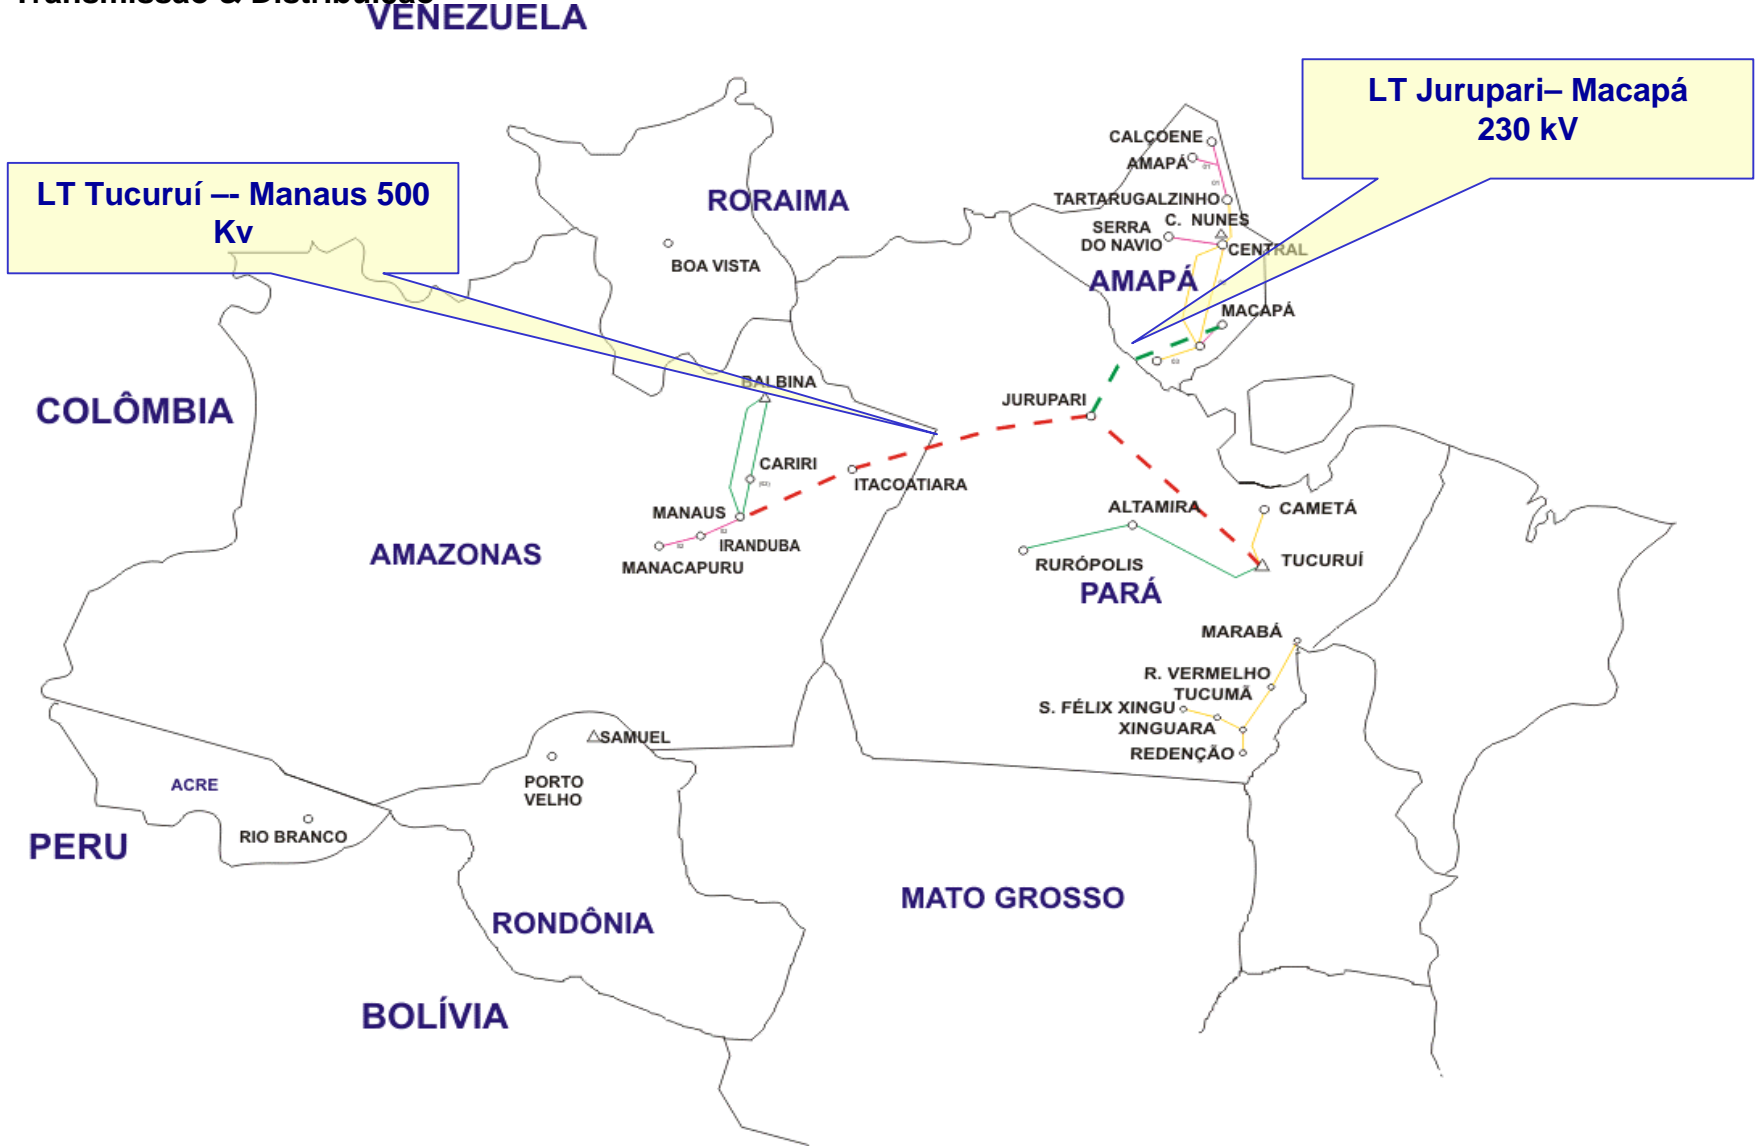 Transmissão & Distribuição
VENEZUELA
LT Jurupari– Macapá
230 kV
LT Tucuruí –- Manaus 500
Kv
CALÇOENE
AMAPÁ
TARTARUGALZINHO
C. NUNES
SERRA
DO NAVIO
CENTRAL
RORAIMA
BOA VISTA
AMAPÁ
MACAPÁ
BALBINA
COLÔMBIA
JURUPARI
CARIRI
ITACOATIARA
MANAUS
IRANDUBA
MANACAPURU
AMAZONAS
ALTAMIRA
CAMETÁ
RURÓPOLIS
TUCURUÍ
PARÁ
MARABÁ
R. VERMELHO
TUCUMÃ
S. FÉLIX XINGU
XINGUARA
REDENÇÃO
SAMUEL
PORTO
VELHO
ACRE
RIO BRANCO
PERU
MATO GROSSO
RONDÔNIA
BOLÍVIA